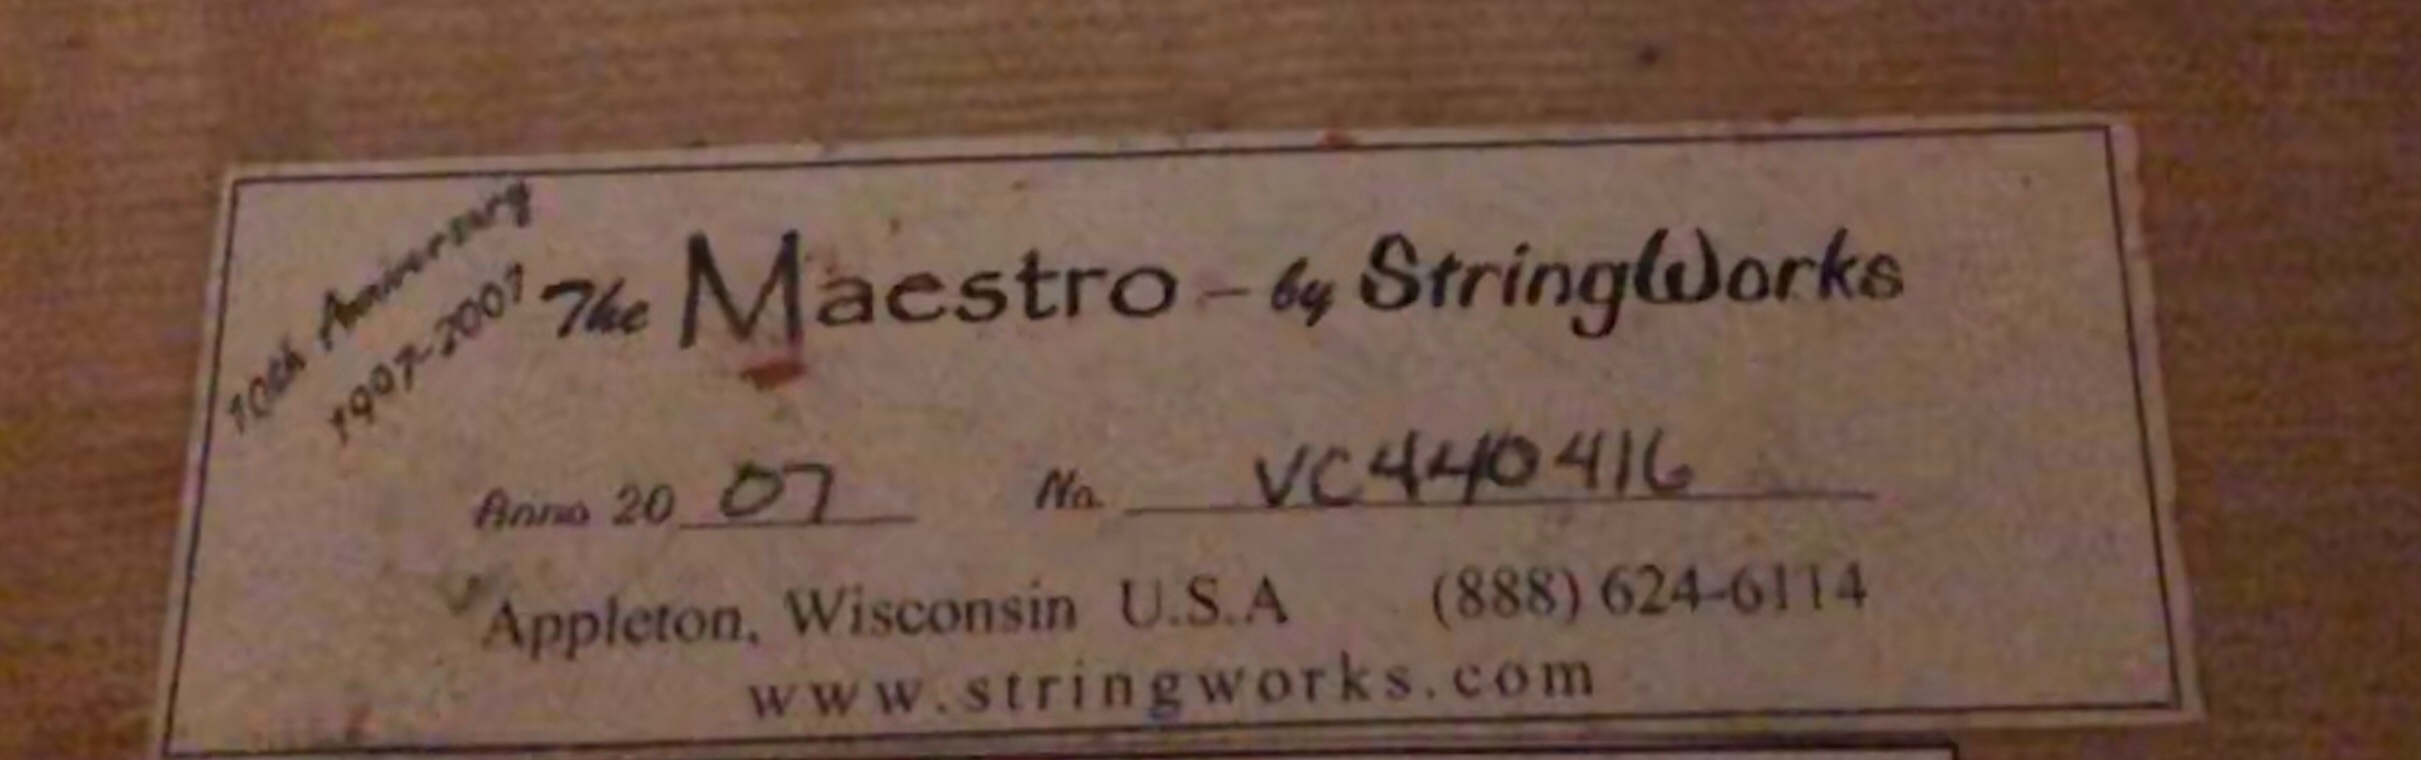 10th Anniversary
1997-2007
The Maestro - by StringWorks
Anno 20 07 No. VC440416
Appleton, Wisconsin U.S.A (888) 624-6114
www.stringworks.com